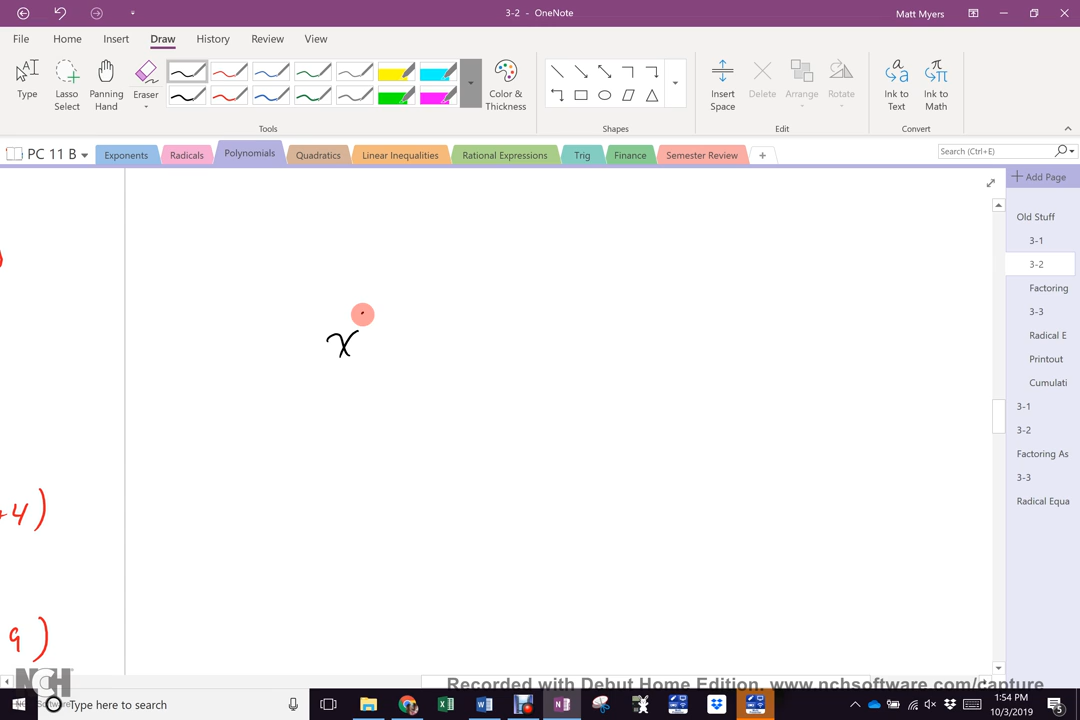 3-2 - OneNote
Matt Myers
File Home Insert Draw History Review View
Type
Lasso Select
Panning Hand
Eraser
Color & Thickness
Insert Space
Delete
Arrange
Rotate
Ink to Text
Ink to Math
Tools
Shapes
Edit
Convert
PC 11 B
Exponents Radicals Polynomials Quadratics Linear Inequalities Rational Expressions Trig Finance Semester Review
Search (Ctrl+E)
Add Page
Old Stuff
3-1
3-2
Factoring
3-3
Radical E
Printout
Cumulati
3-1
3-2
Factoring As
3-3
Radical Equa
x
+4)
9)
Recorded with Debut Home Edition. www.nchsoftware.com/capture
NCH
Software
Type here to search
1:54 PM
10/3/2019
5